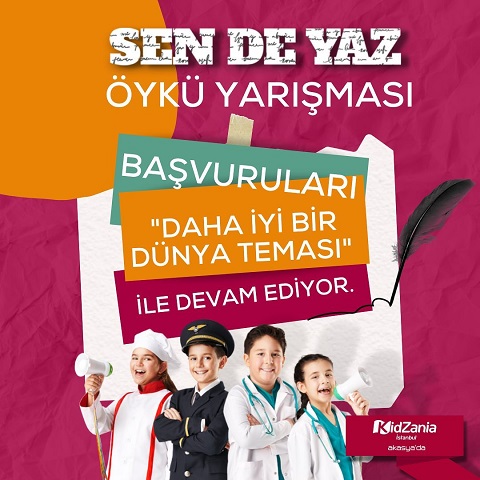 SEN DE YAZ
ÖYKÜ YARIŞMASI
BAŞVURULARI
"DAHA İYİ BİR
DÜNYA TEMASI"
İLE DEVAM EDİYOR.
KidZania
İstanbul
akasya'da